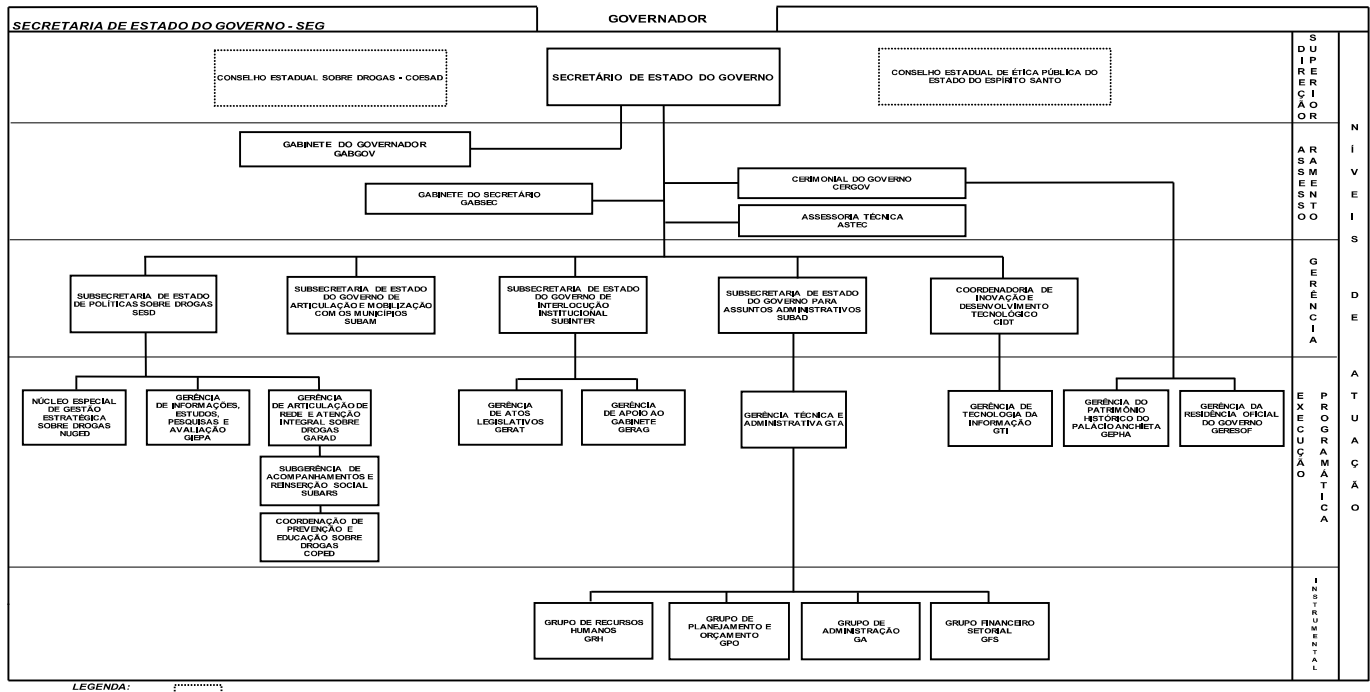 SECRETARIA DE ESTADO DO GOVERNO - SEG
GOVERNADOR
CONSELHO ESTADUAL SOBRE DROGAS - COESAD
SECRETÁRIO DE ESTADO DO GOVERNO
CONSELHO ESTADUAL DE ÉTICA PÚBLICA DO
ESTADO DO ESPÍRITO SANTO
DIREÇÃO
SUPERIOR
GABINETE DO GOVERNADOR
GABGOV
GABINETE DO SECRETÁRIO
GABSEC
CERIMONIAL DO GOVERNO
CERGOV
ASSESSORIA TÉCNICA
ASTEC
ASSESSO
RAMENTO
SUBSECRETARIA DE ESTADO
DE POLÍTICAS SOBRE DROGAS
SESD
SUBSECRETARIA DE ESTADO
DO GOVERNO DE
ARTICULAÇÃO E MOBILIZAÇÃO
COM OS MUNICÍPIOS
SUBAM
SUBSECRETARIA DE ESTADO
DO GOVERNO DE
INTERLOCUÇÃO
INSTITUCIONAL
SUBINTER
SUBSECRETARIA DE ESTADO
DO GOVERNO PARA
ASSUNTOS ADMINISTRATIVOS
SUBAD
COORDENADORIA DE
INOVAÇÃO E
DESENVOLVIMENTO
TECNOLÓGICO
CIDT
GERÊNCIA
NÚCLEO ESPECIAL
DE GESTÃO
ESTRATÉGICA
SOBRE DROGAS
NUGED
GERÊNCIA
DE INFORMAÇÕES,
ESTUDOS,
PESQUISAS E
AVALIAÇÃO
GIEPA
GERÊNCIA
DE ARTICULAÇÃO DE
REDE E ATENÇÃO
INTEGRAL SOBRE
DROGAS
GARAD
SUBGERÊNCIA DE
ACOMPANHAMENTOS E
REINSERÇÃO SOCIAL
SUBARS
COORDENAÇÃO DE
PREVENÇÃO E
EDUCAÇÃO SOBRE
DROGAS
COPED
GERÊNCIA
DE ATOS
LEGISLATIVOS
GERAT
GERÊNCIA
DE APOIO AO
GABINETE
GERAG
GERÊNCIA TÉCNICA E
ADMINISTRATIVA GTA
GERÊNCIA DE
TECNOLOGIA DA
INFORMAÇÃO
GTI
GERÊNCIA DO
PATRIMÔNIO
HISTÓRICO DO
PALÁCIO ANCHIETA
GEPHA
GERÊNCIA DA
RESIDÊNCIA OFICIAL
DO GOVERNO
GERESOF
EXECUÇÃO
PROGRAMÁTICA
GRUPO DE RECURSOS
HUMANOS
GRH
GRUPO DE
PLANEJAMENTO E
ORÇAMENTO
GPO
GRUPO DE
ADMINISTRAÇÃO
GA
GRUPO FINANCEIRO
SETORIAL
GFS
INSTRUMENTAL
NÍVEIS DE ATUAÇÃO
LEGENDA: